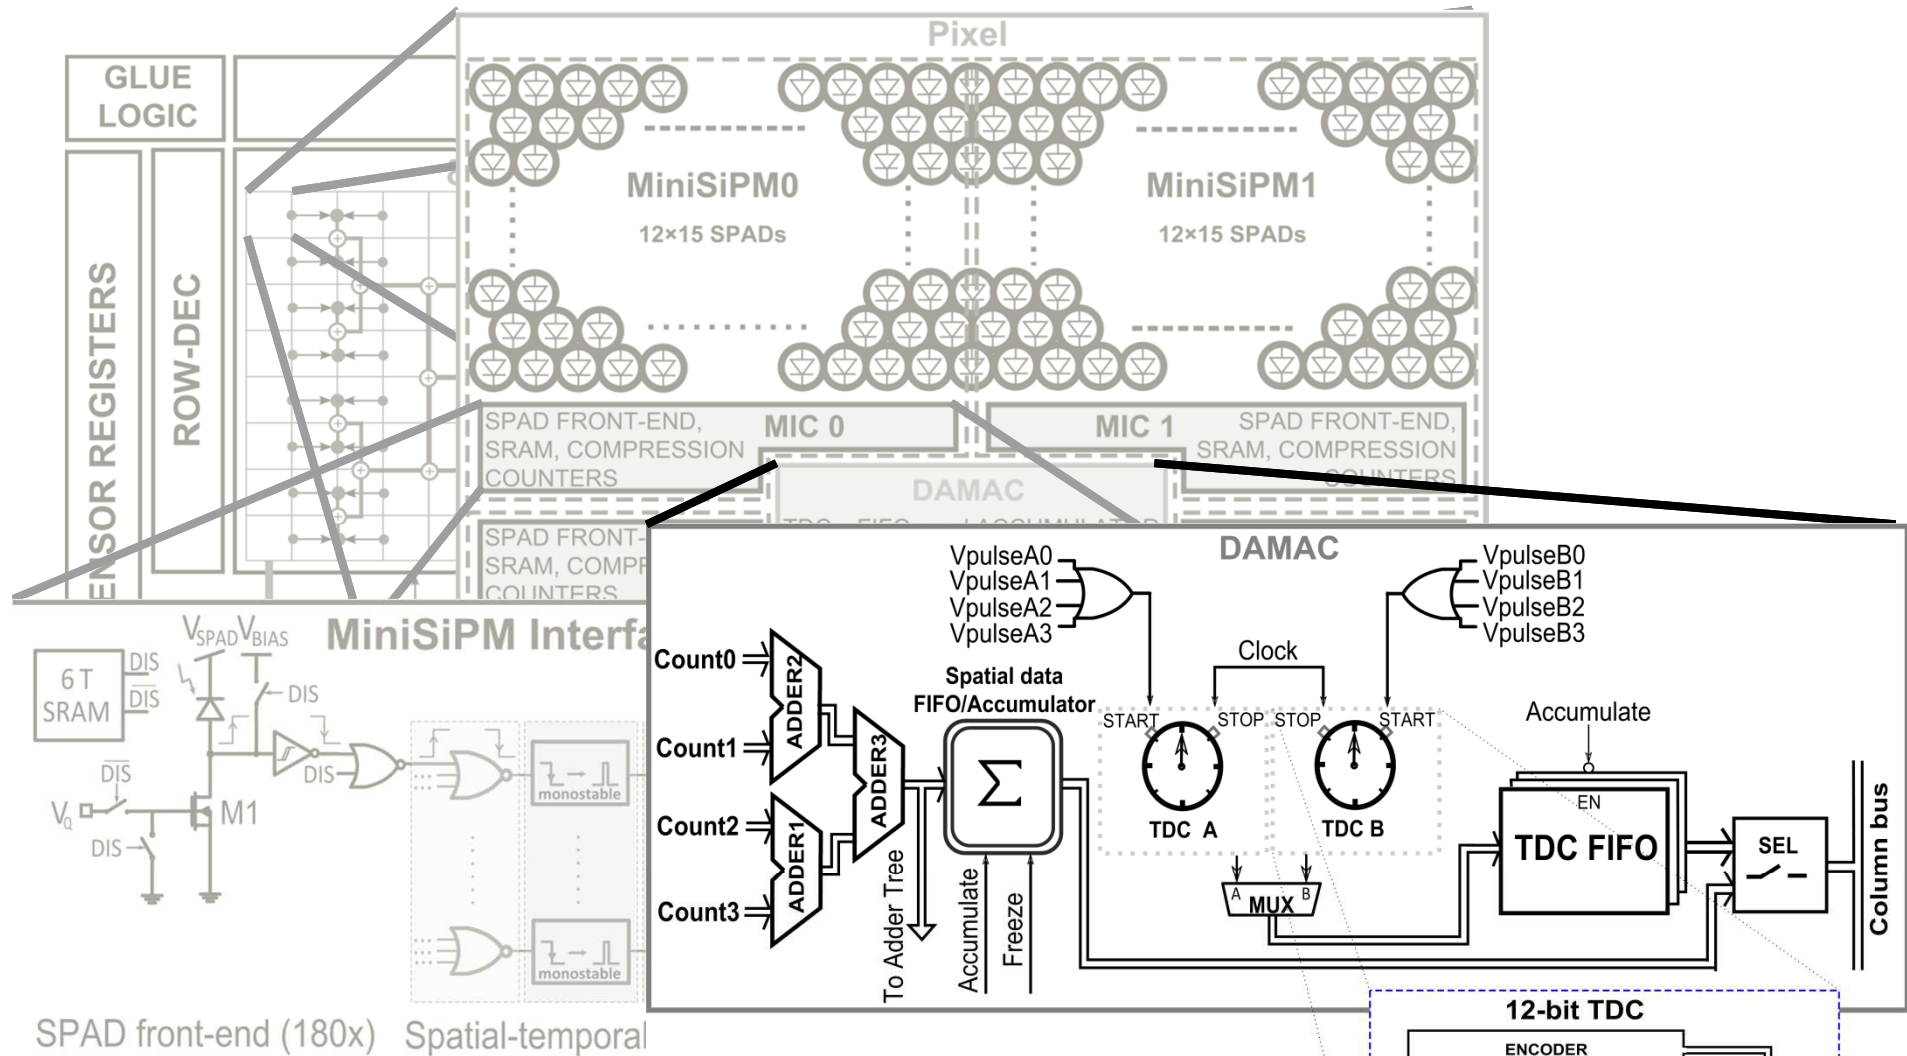 Pixel
GLUE
LOGIC
ENSOR REGISTERS
ROW-DEC
MiniSiPM0
12×15 SPADs
MiniSiPM1
12×15 SPADs
SPAD FRONT-END,
SRAM, COMPRESSION
COUNTERS
MIC 0
MIC 1
SPAD FRONT-END,
SRAM, COMPRESSION
COUNTERS
DAMAC
TDC FIFO ACCUMULATOR
SPAD FRONT-
SRAM, COMPR
COUNTERS
MiniSiPM Interfa
6T
SRAM
DIS
DIS
VSPAD
VBIAS
DIS
DIS
DIS
VQ
M1
DIS
monostable
monostable
SPAD front-end (180x)
Spatial-temporal
DAMAC
VpulseA0
VpulseA1
VpulseA2
VpulseA3
VpulseB0
VpulseB1
VpulseB2
VpulseB3
Clock
Count0
Count1
Count2
Count3
ADDER2
ADDER1
ADDER3
Spatial data
FIFO/Accumulator
Σ
To Adder Tree
Accumulate
Freeze
START
STOP
STOP
START
TDC A
TDC B
A
B
MUX
Accumulate
EN
TDC FIFO
SEL
Column bus
12-bit TDC
ENCODER